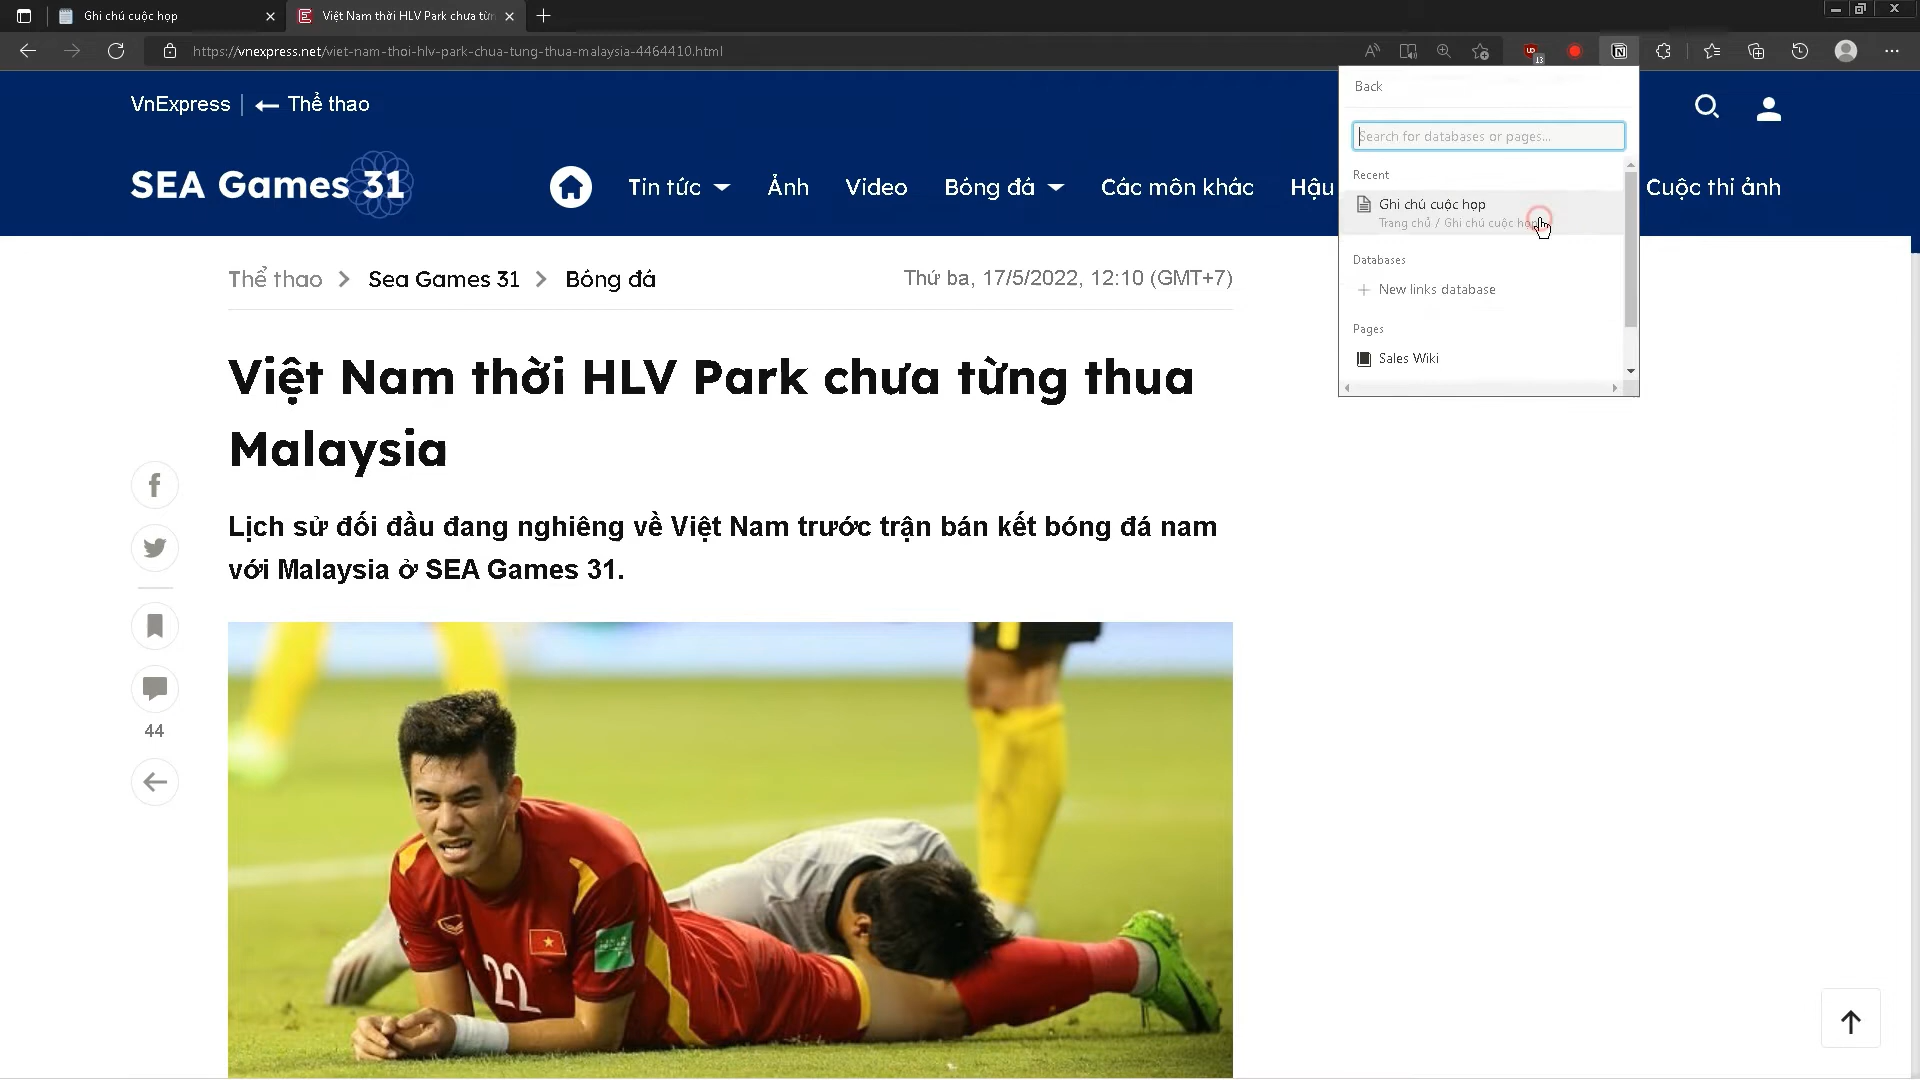 Ghi chú cuộc họp
Việt Nam thời HLV Park chưa từn
https://vnexpress.net/viet-nam-thoi-hlv-park-chua-tung-thua-malaysia-4464410.html
13
Back
Search for databases or pages...
Recent
Ghi chú cuộc họp
Trang chủ / Ghi chú cuộc họp
Databases
New links database
Pages
Sales Wiki
VnExpress
Thể thao
SEA Games 31
Tin tức
Ảnh
Video
Bóng đá
Các môn khác
Hậu
Cuộc thi ảnh
Thể thao > Sea Games 31 > Bóng đá
Thứ ba, 17/5/2022, 12:10 (GMT+7)
Việt Nam thời HLV Park chưa từng thua
Malaysia
Lịch sử đối đầu đang nghiêng về Việt Nam trước trận bán kết bóng đá nam
với Malaysia ở SEA Games 31.
44
22